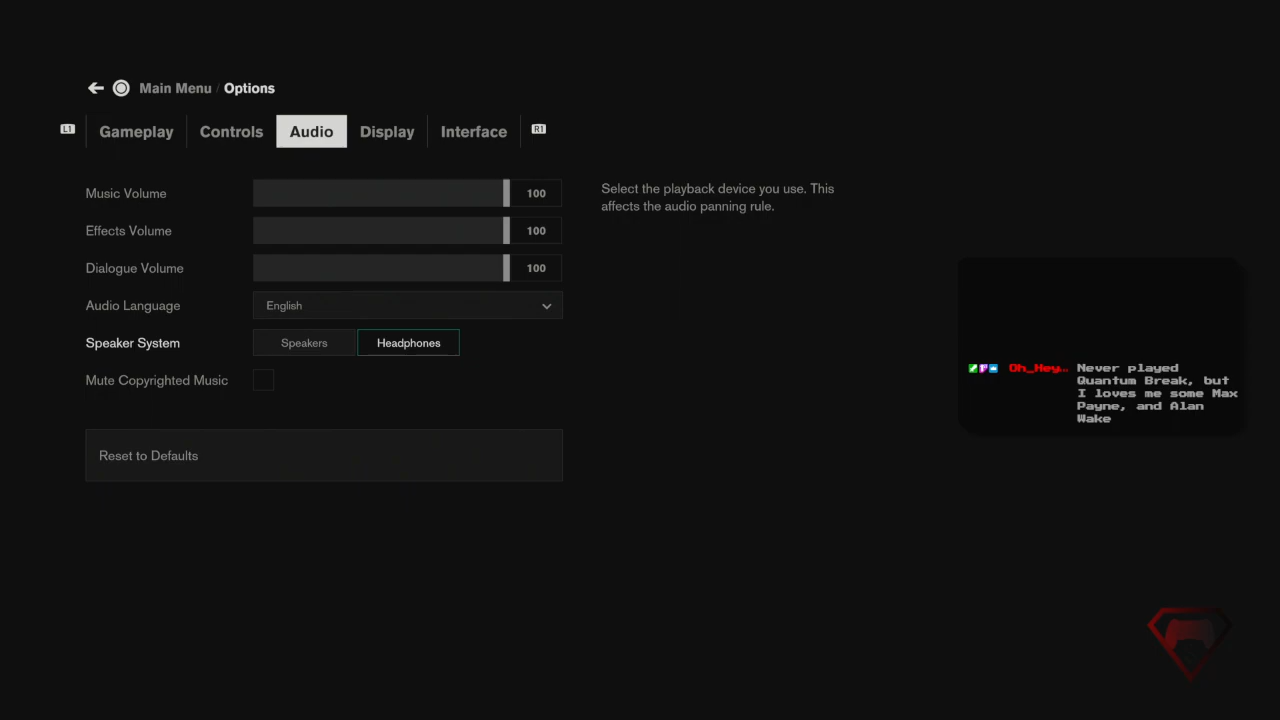 Main Menu / Options
L1 Gameplay Controls Audio Display Interface R1
Music Volume 100
Effects Volume 100
Dialogue Volume 100
Audio Language English
Speaker System Speakers Headphones
Mute Copyrighted Music
Reset to Defaults
Select the playback device you use. This
affects the audio panning rule.
Oh_Hey… Never played
Quantum Break, but
I loves me some Max
Payne, and Alan
Wake